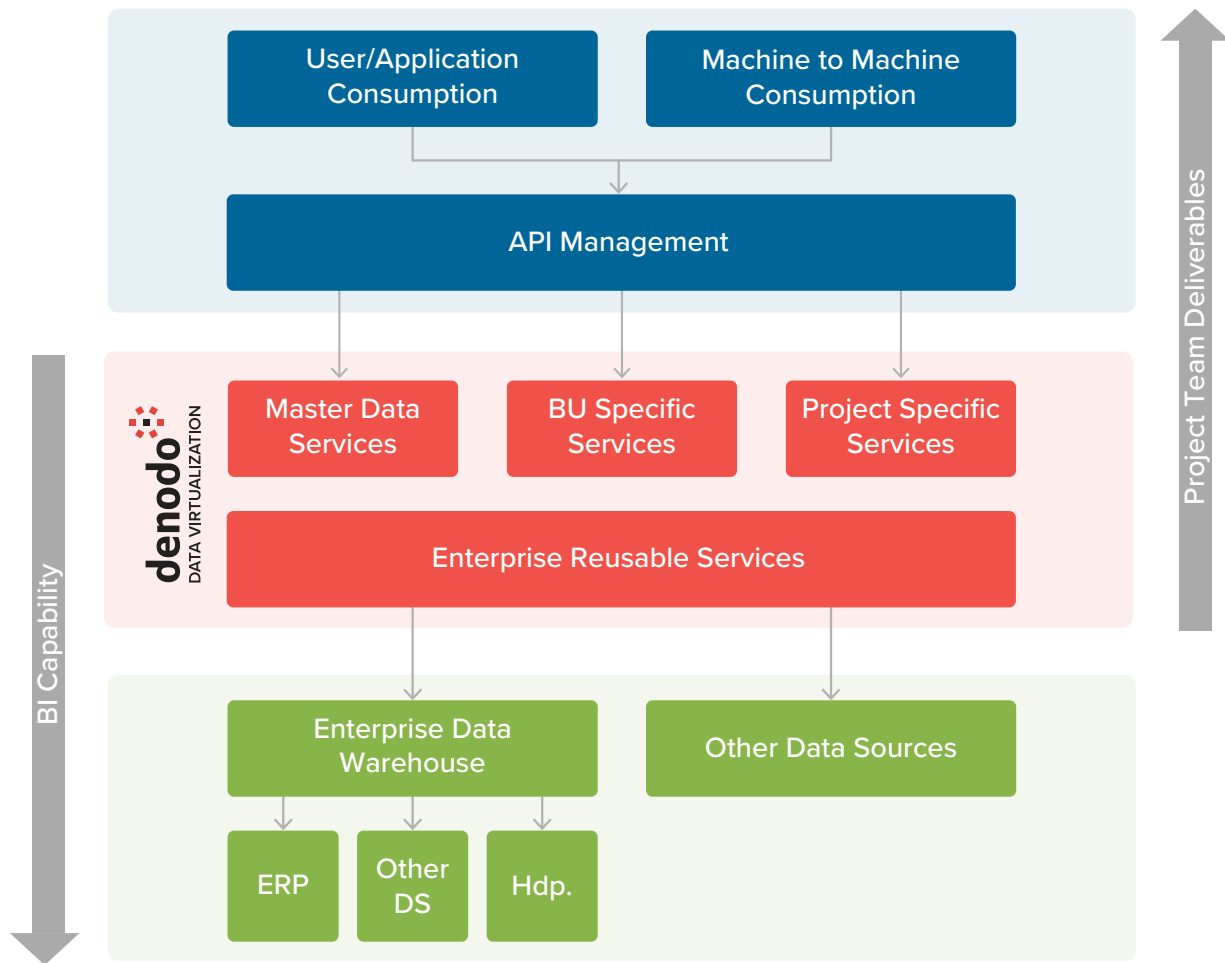 User/Application
Consumption
Machine to Machine
Consumption
API Management
Project Team Deliverables
Master Data
Services
BU Specific
Services
Project Specific
Services
denodo
DATA VIRTUALIZATION
Enterprise Reusable Services
BI Capability
Enterprise Data
Warehouse
Other Data Sources
ERP
Other
DS
Hdp.